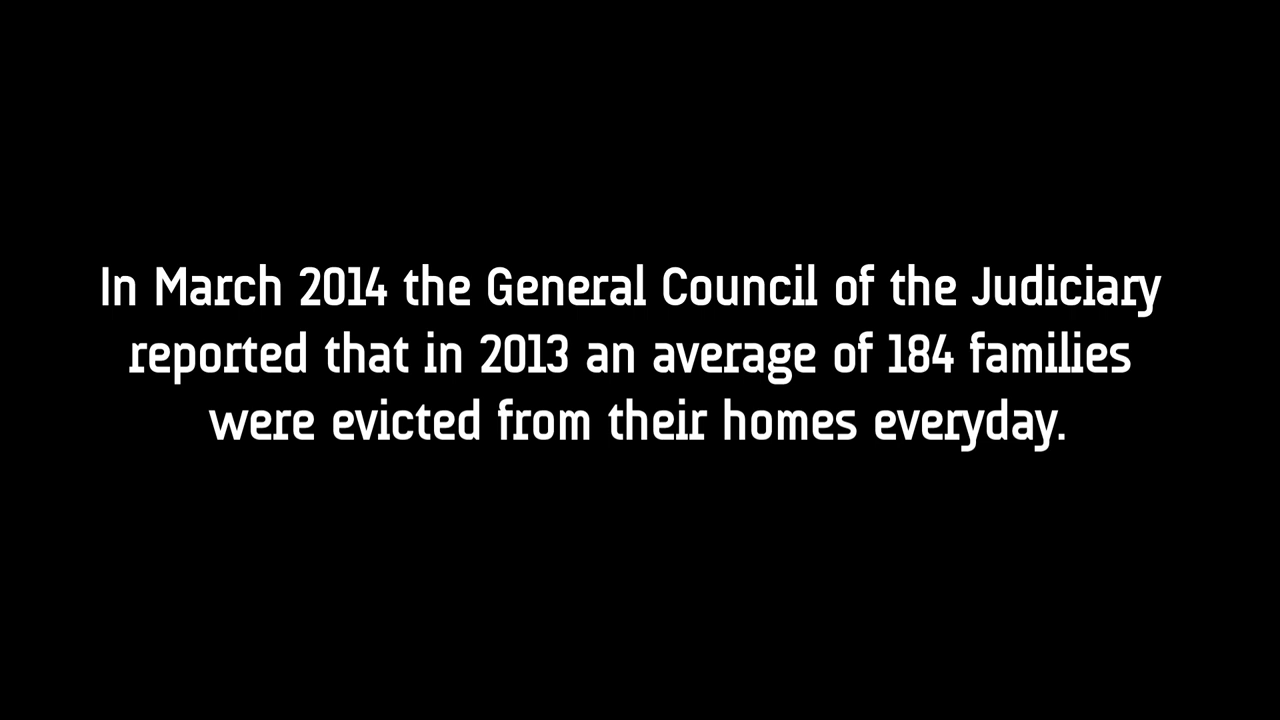 In March 2014 the General Council of the Judiciary
reported that in 2013 an average of 184 families
were evicted from their homes everyday.